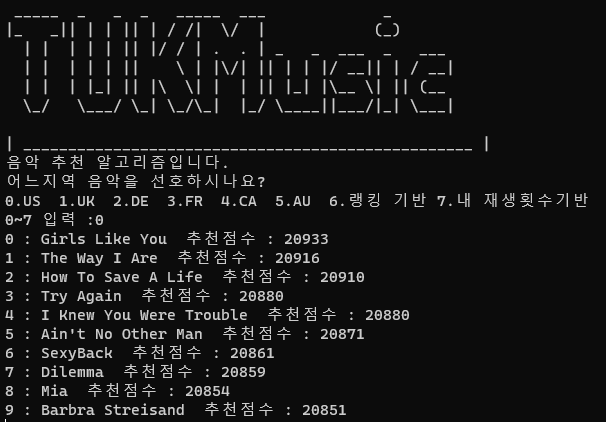 TUKMusic
음악 추천 알고리즘입니다.
어느지역 음악을 선호하시나요?
0.US  1.UK  2.DE  3.FR  4.CA  5.AU  6.랭킹 기반 7.내 재생횟수기반
0~7 입력 :0
0 : Girls Like You  추천점수 : 20933
1 : The Way I Are  추천점수 : 20916
2 : How To Save A Life  추천점수 : 20910
3 : Try Again  추천점수 : 20880
4 : I Knew You Were Trouble  추천점수 : 20880
5 : Ain't No Other Man  추천점수 : 20871
6 : SexyBack  추천점수 : 20861
7 : Dilemma  추천점수 : 20859
8 : Mia  추천점수 : 20854
9 : Barbra Streisand  추천점수 : 20851